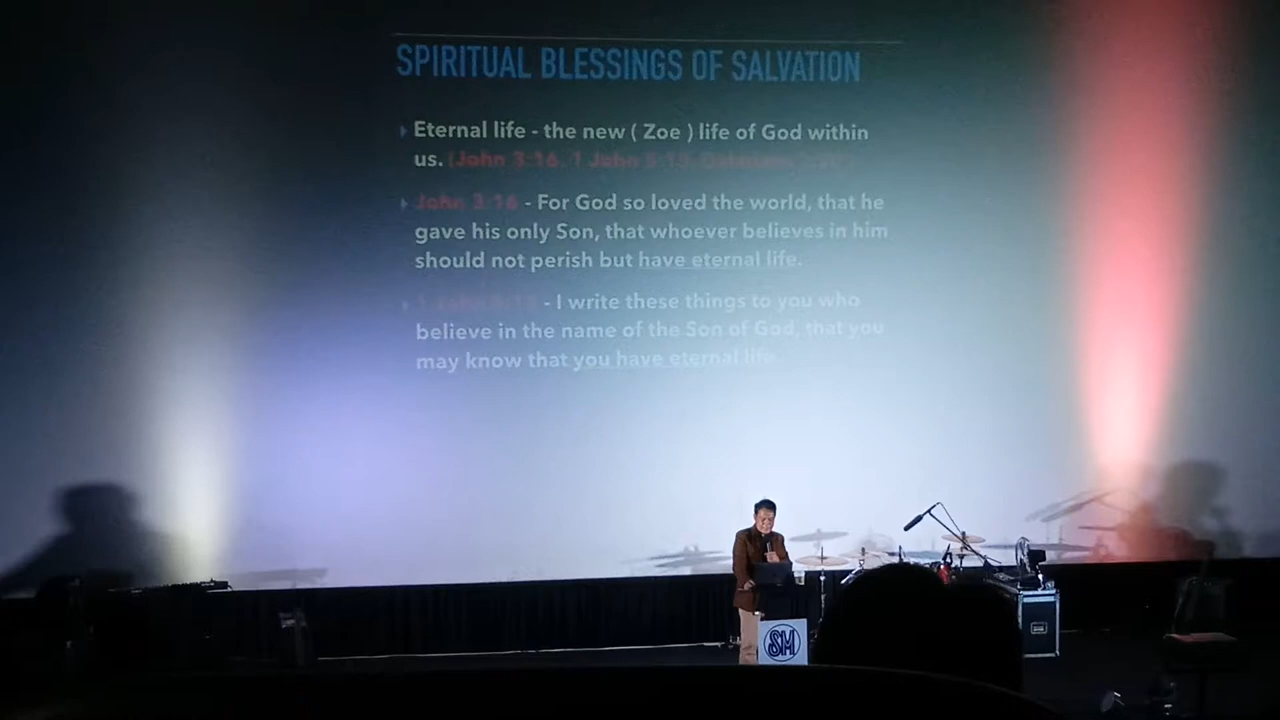 SPIRITUAL BLESSINGS OF SALVATION
Eternal life - the new ( Zoe ) life of God within
us. (John 3:16, 1 John 5:13,
John 3:16 - For God so loved the world, that he
gave his only Son, that whoever believes in him
should not perish but have eternal life.
- I write these things to you who
believe in the name of the Son of God, that you
may know that you have eternal life
SM